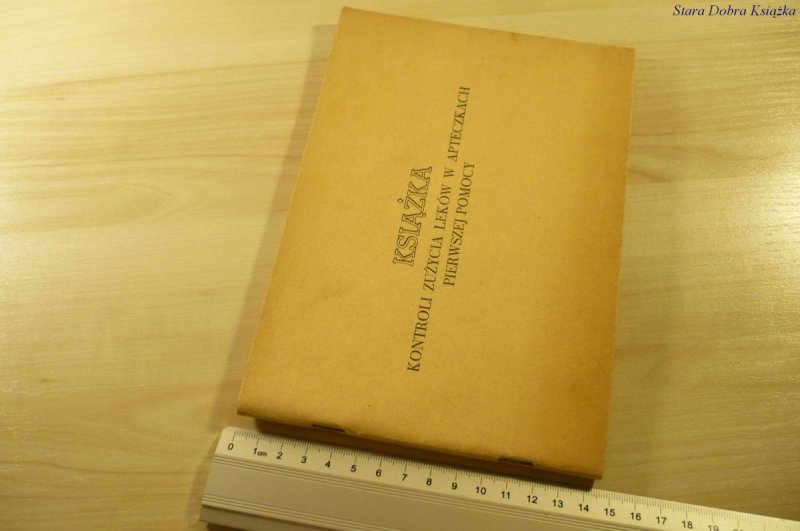 Stara Dobra Książka
KSIĄŻKA
KONTROLI ZUŻYCIA LEKÓW W APTECZKACH
PIERWSZEJ POMOCY
0 1cm 2 3 4 5 6 7 8 9 10 11 12 13 14 15 16 17 18 19